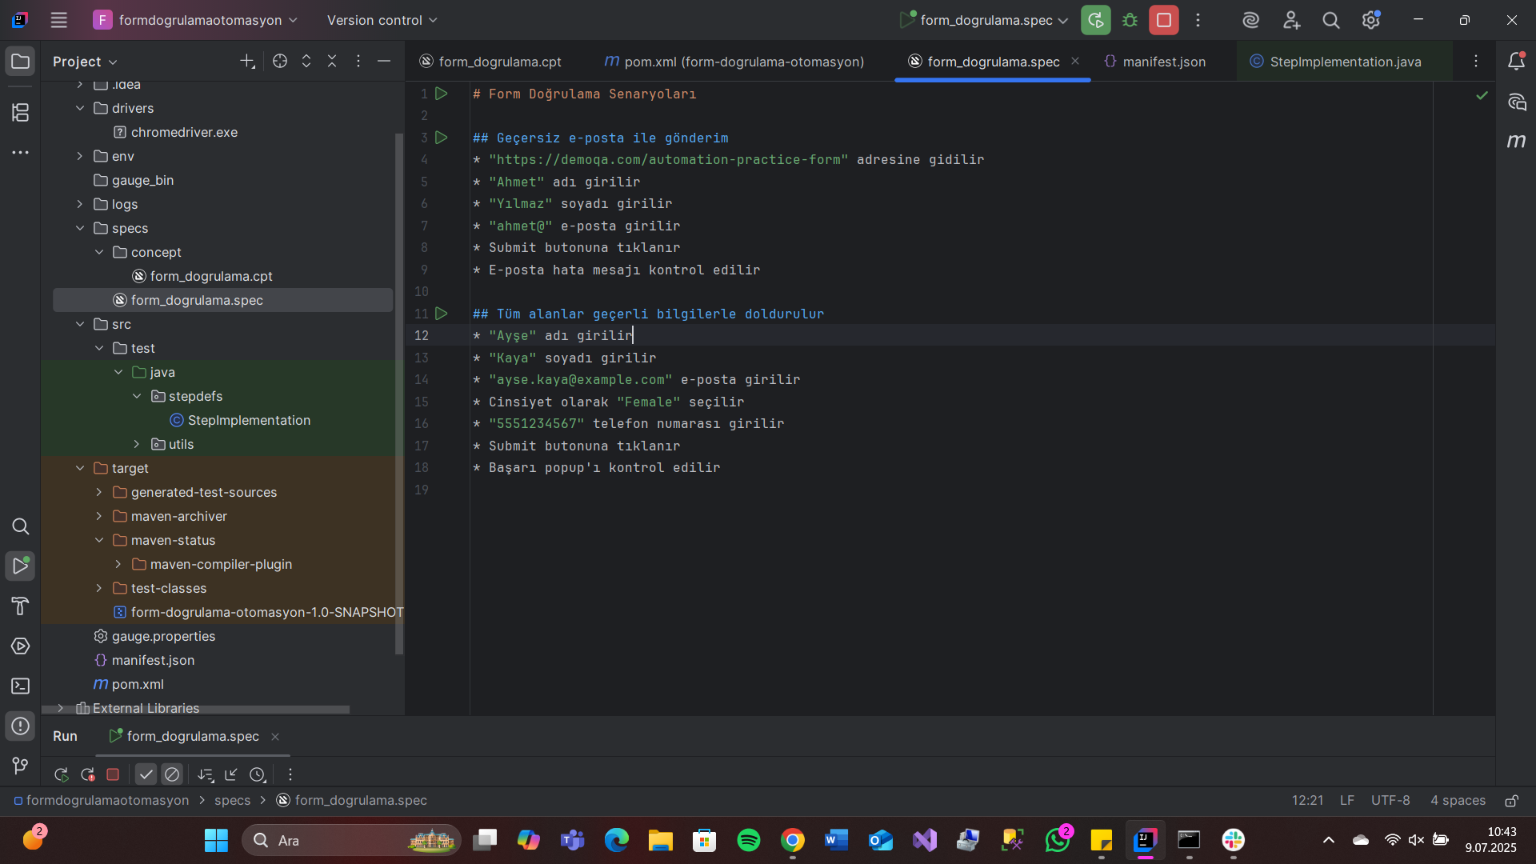 F formdogrulamaotomasyon Version control form_dogrulama.spec
Project
form_dogrulama.cpt
m pom.xml (form-dogrulama-otomasyon)
form_dogrulama.spec
{} manifest.json
StepImplementation.java
.idea
drivers
chromedriver.exe
env
gauge_bin
logs
specs
concept
form_dogrulama.cpt
form_dogrulama.spec
src
test
java
stepdefs
StepImplementation
utils
target
generated-test-sources
maven-archiver
maven-status
maven-compiler-plugin
test-classes
form-dogrulama-otomasyon-1.0-SNAPSHOT
gauge.properties
{} manifest.json
m pom.xml
External Libraries
1 # Form Doğrulama Senaryoları
2
3 ## Geçersiz e-posta ile gönderim
4 * "https://demoqa.com/automation-practice-form" adresine gidilir
5 * "Ahmet" adı girilir
6 * "Yılmaz" soyadı girilir
7 * "ahmet@" e-posta girilir
8 * Submit butonuna tıklanır
9 * E-posta hata mesajı kontrol edilir
10
11 ## Tüm alanlar geçerli bilgilerle doldurulur
12 * "Ayşe" adı girilir
13 * "Kaya" soyadı girilir
14 * "ayse.kaya@example.com" e-posta girilir
15 * Cinsiyet olarak "Female" seçilir
16 * "5551234567" telefon numarası girilir
17 * Submit butonuna tıklanır
18 * Başarı popup'ı kontrol edilir
19
m
Run form_dogrulama.spec
formdogrulamaotomasyon > specs > form_dogrulama.spec
12:21 LF UTF-8 4 spaces
2
Ara
2
10:43
9.07.2025